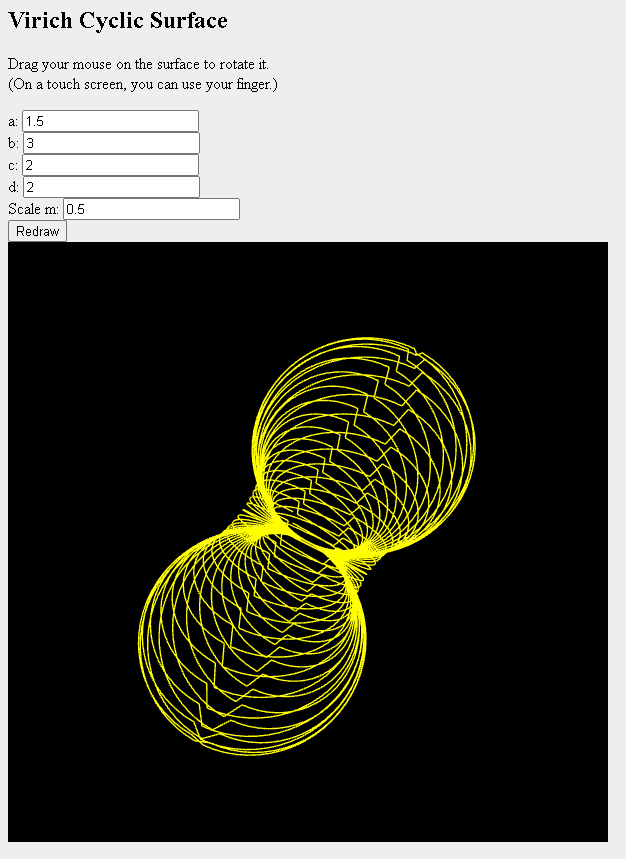 Virich Cyclic Surface
Drag your mouse on the surface to rotate it.
(On a touch screen, you can use your finger.)
a: 1.5
b: 3
c: 2
d: 2
Scale m: 0.5
Redraw